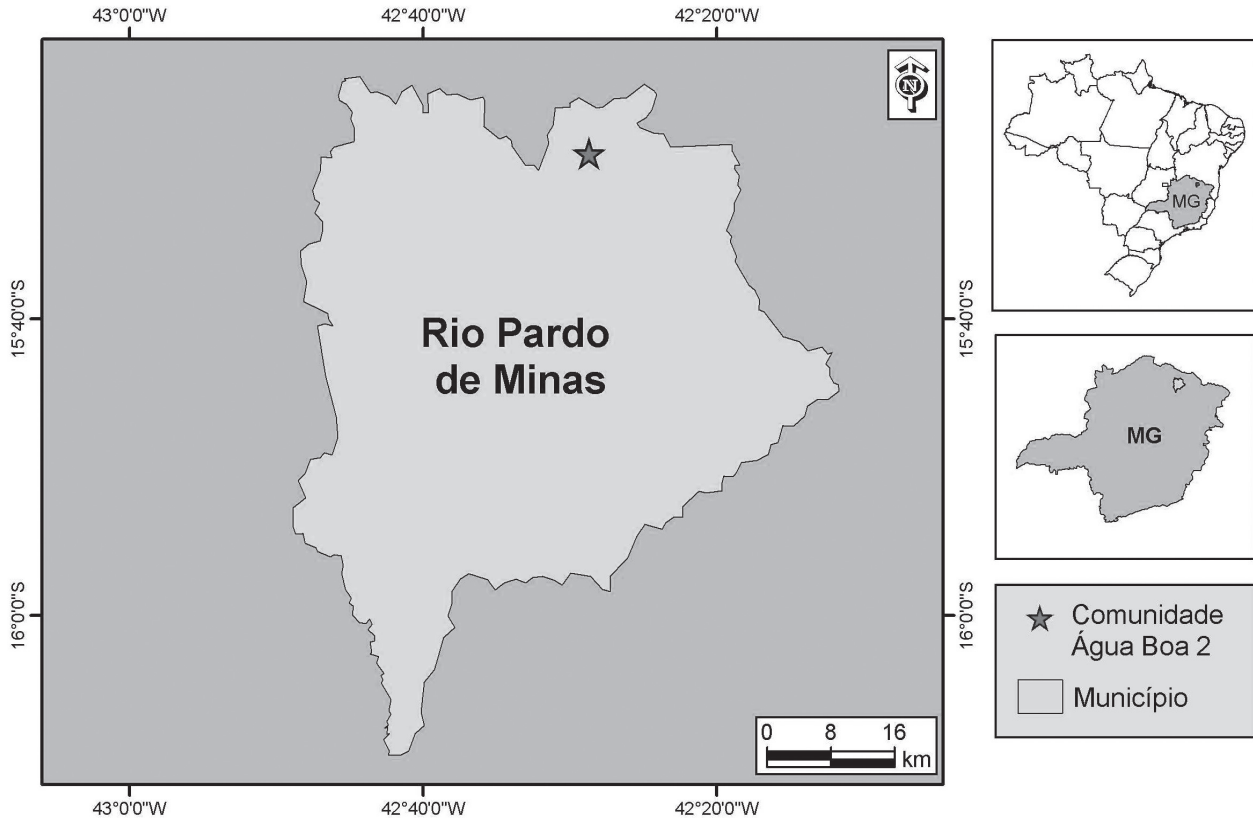 43°0'0"W
42°40'0"W
42°20'0"W
N
MG
15°40'0"S
15°40'0"S
Rio Pardo
de Minas
MG
16°0'0"S
16°0'0"S
Comunidade
Água Boa 2
Município
0 8 16
km
43°0'0"W
42°40'0"W
42°20'0"W